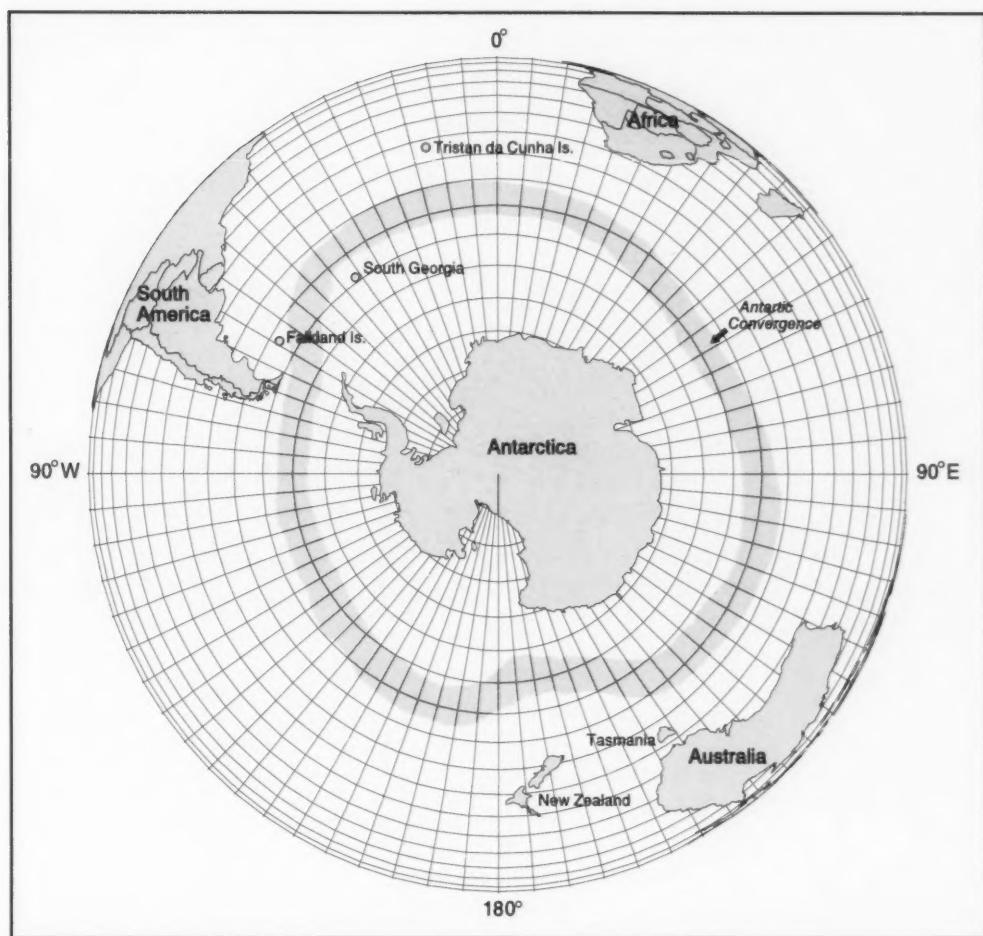 0°
Africa
Tristan da Cunha Is.
South Georgia
South
America
Antartic
Convergence
Falkland Is.
Antarctica
90°W
90°E
Tasmania
Australia
New Zealand
180°